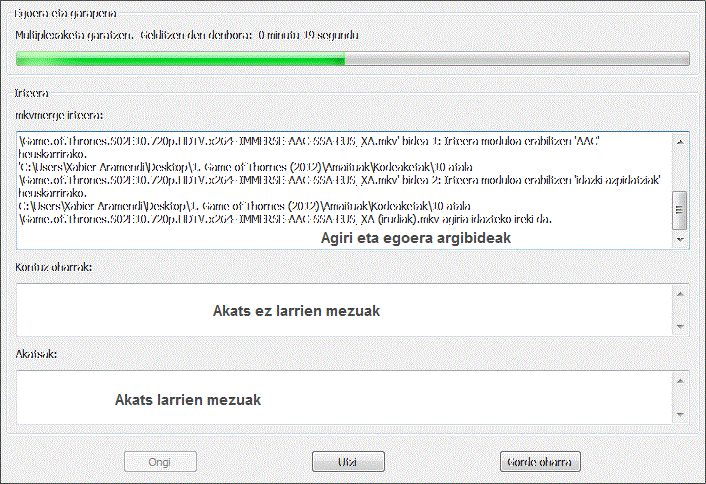 Egoera eta garapena
Multiplexaketa garatzen. Gelditzen den denbora: 0 minutu 19 segundu
Irteera
mkvmerge irteera:
\Game.of.Thrones.S02E10.720p.HDTV.x264-IMMERSE-AAC-SSA-EUS_XA.mkv' bidea 1: Irteera moduloa erabiltzen 'AAC'
heuskarrirako.
'C:\Users\Xabier Aramendi\Desktop\1. Game of Thornes (2012)\Amaituak\Kodeaketak\10 atala
\Game.of.Thrones.S02E10.720p.HDTV.x264-IMMERSE-AAC-SSA-EUS_XA.mkv' bidea 2: Irteera moduloa erabiltzen 'idazki azpidatziak'
heuskarrirako.
C:\Users\Xabier Aramendi\Desktop\1. Game of Thornes (2012)\Amaituak\Kodeaketak\10 atala
\Game.of.Thrones.S02E10.720p.HDTV.x264-IMMERSE-AAC-SSA-EUS_XA (irudiak).mkv agiria idazteko ireki da.
Agiri eta egoera argibideak
Kontuz oharrak:
Akats ez larrien mezuak
Akatsak:
Akats larrien mezuak
Ongi
Utzi
Gorde oharra